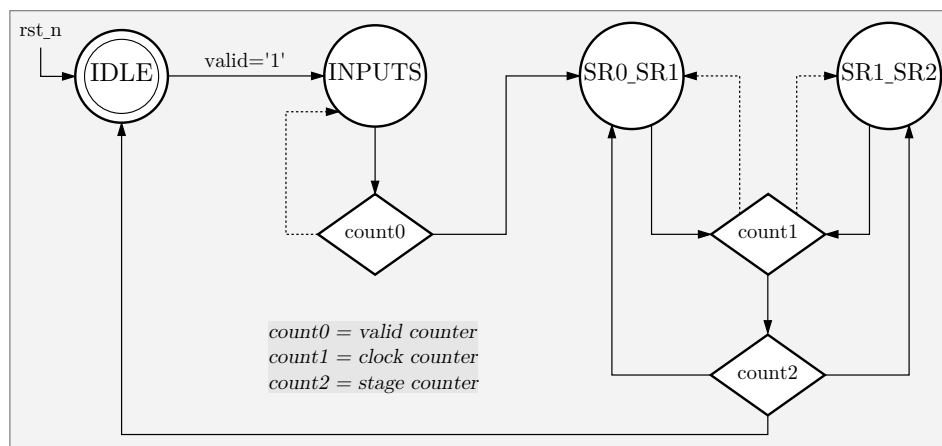 rst_n
IDLE
valid='1'
INPUTS
SR0_SR1
SR1_SR2
count0
count1
count0 = valid counter
count1 = clock counter
count2 = stage counter
count2